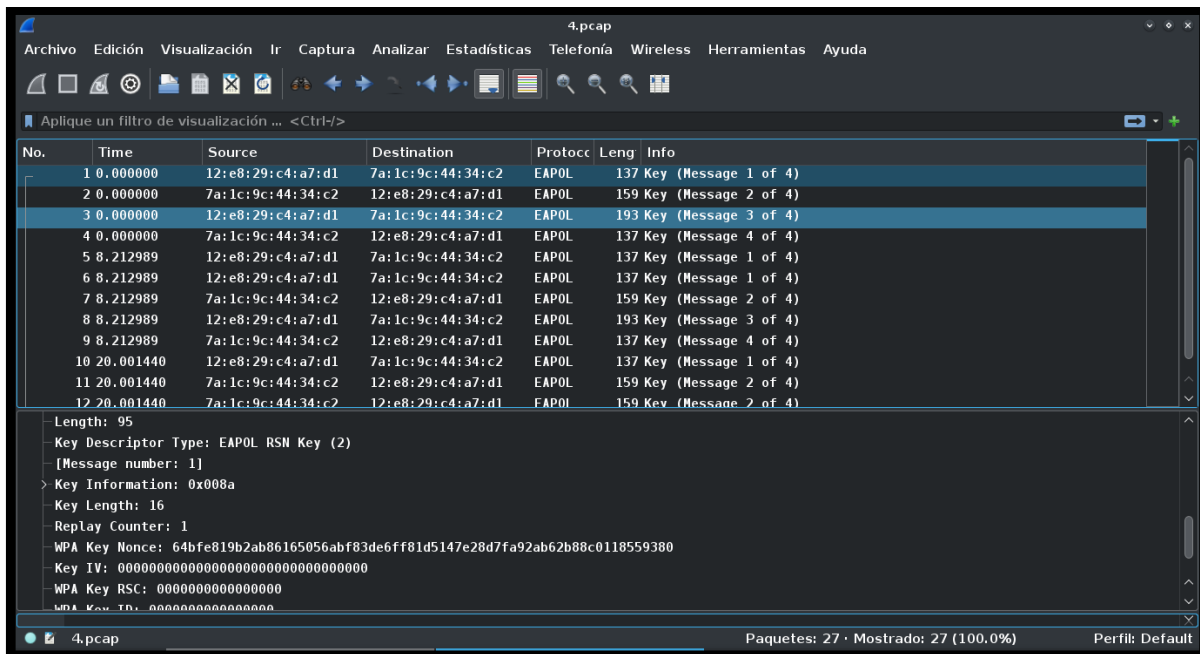 4.pcap
Archivo Edición Visualización Ir Captura Analizar Estadísticas Telefonía Wireless Herramientas Ayuda
Aplique un filtro de visualización ... <Ctrl-/>
No. Time Source Destination Protocc Leng Info
1 0.000000 12:e8:29:c4:a7:d1 7a:1c:9c:44:34:c2 EAPOL 137 Key (Message 1 of 4)
2 0.000000 7a:1c:9c:44:34:c2 12:e8:29:c4:a7:d1 EAPOL 159 Key (Message 2 of 4)
3 0.000000 12:e8:29:c4:a7:d1 7a:1c:9c:44:34:c2 EAPOL 193 Key (Message 3 of 4)
4 0.000000 7a:1c:9c:44:34:c2 12:e8:29:c4:a7:d1 EAPOL 137 Key (Message 4 of 4)
5 8.212989 12:e8:29:c4:a7:d1 7a:1c:9c:44:34:c2 EAPOL 137 Key (Message 1 of 4)
6 8.212989 12:e8:29:c4:a7:d1 7a:1c:9c:44:34:c2 EAPOL 137 Key (Message 1 of 4)
7 8.212989 7a:1c:9c:44:34:c2 12:e8:29:c4:a7:d1 EAPOL 159 Key (Message 2 of 4)
8 8.212989 12:e8:29:c4:a7:d1 7a:1c:9c:44:34:c2 EAPOL 193 Key (Message 3 of 4)
9 8.212989 7a:1c:9c:44:34:c2 12:e8:29:c4:a7:d1 EAPOL 137 Key (Message 4 of 4)
10 20.001440 12:e8:29:c4:a7:d1 7a:1c:9c:44:34:c2 EAPOL 137 Key (Message 1 of 4)
11 20.001440 7a:1c:9c:44:34:c2 12:e8:29:c4:a7:d1 EAPOL 159 Key (Message 2 of 4)
12 20.001440 7a:1c:9c:44:34:c2 12:e8:29:c4:a7:d1 EAPOL 159 Key (Message 2 of 4)
Length: 95
Key Descriptor Type: EAPOL RSN Key (2)
[Message number: 1]
Key Information: 0x008a
Key Length: 16
Replay Counter: 1
WPA Key Nonce: 64bfe819b2ab86165056abf83de6ff81d5147e28d7fa92ab62b88c0118559380
Key IV: 00000000000000000000000000000000
WPA Key RSC: 0000000000000000
WPA Key ID: 0000000000000000
4.pcap Paquetes: 27 · Mostrado: 27 (100.0%) Perfil: Default